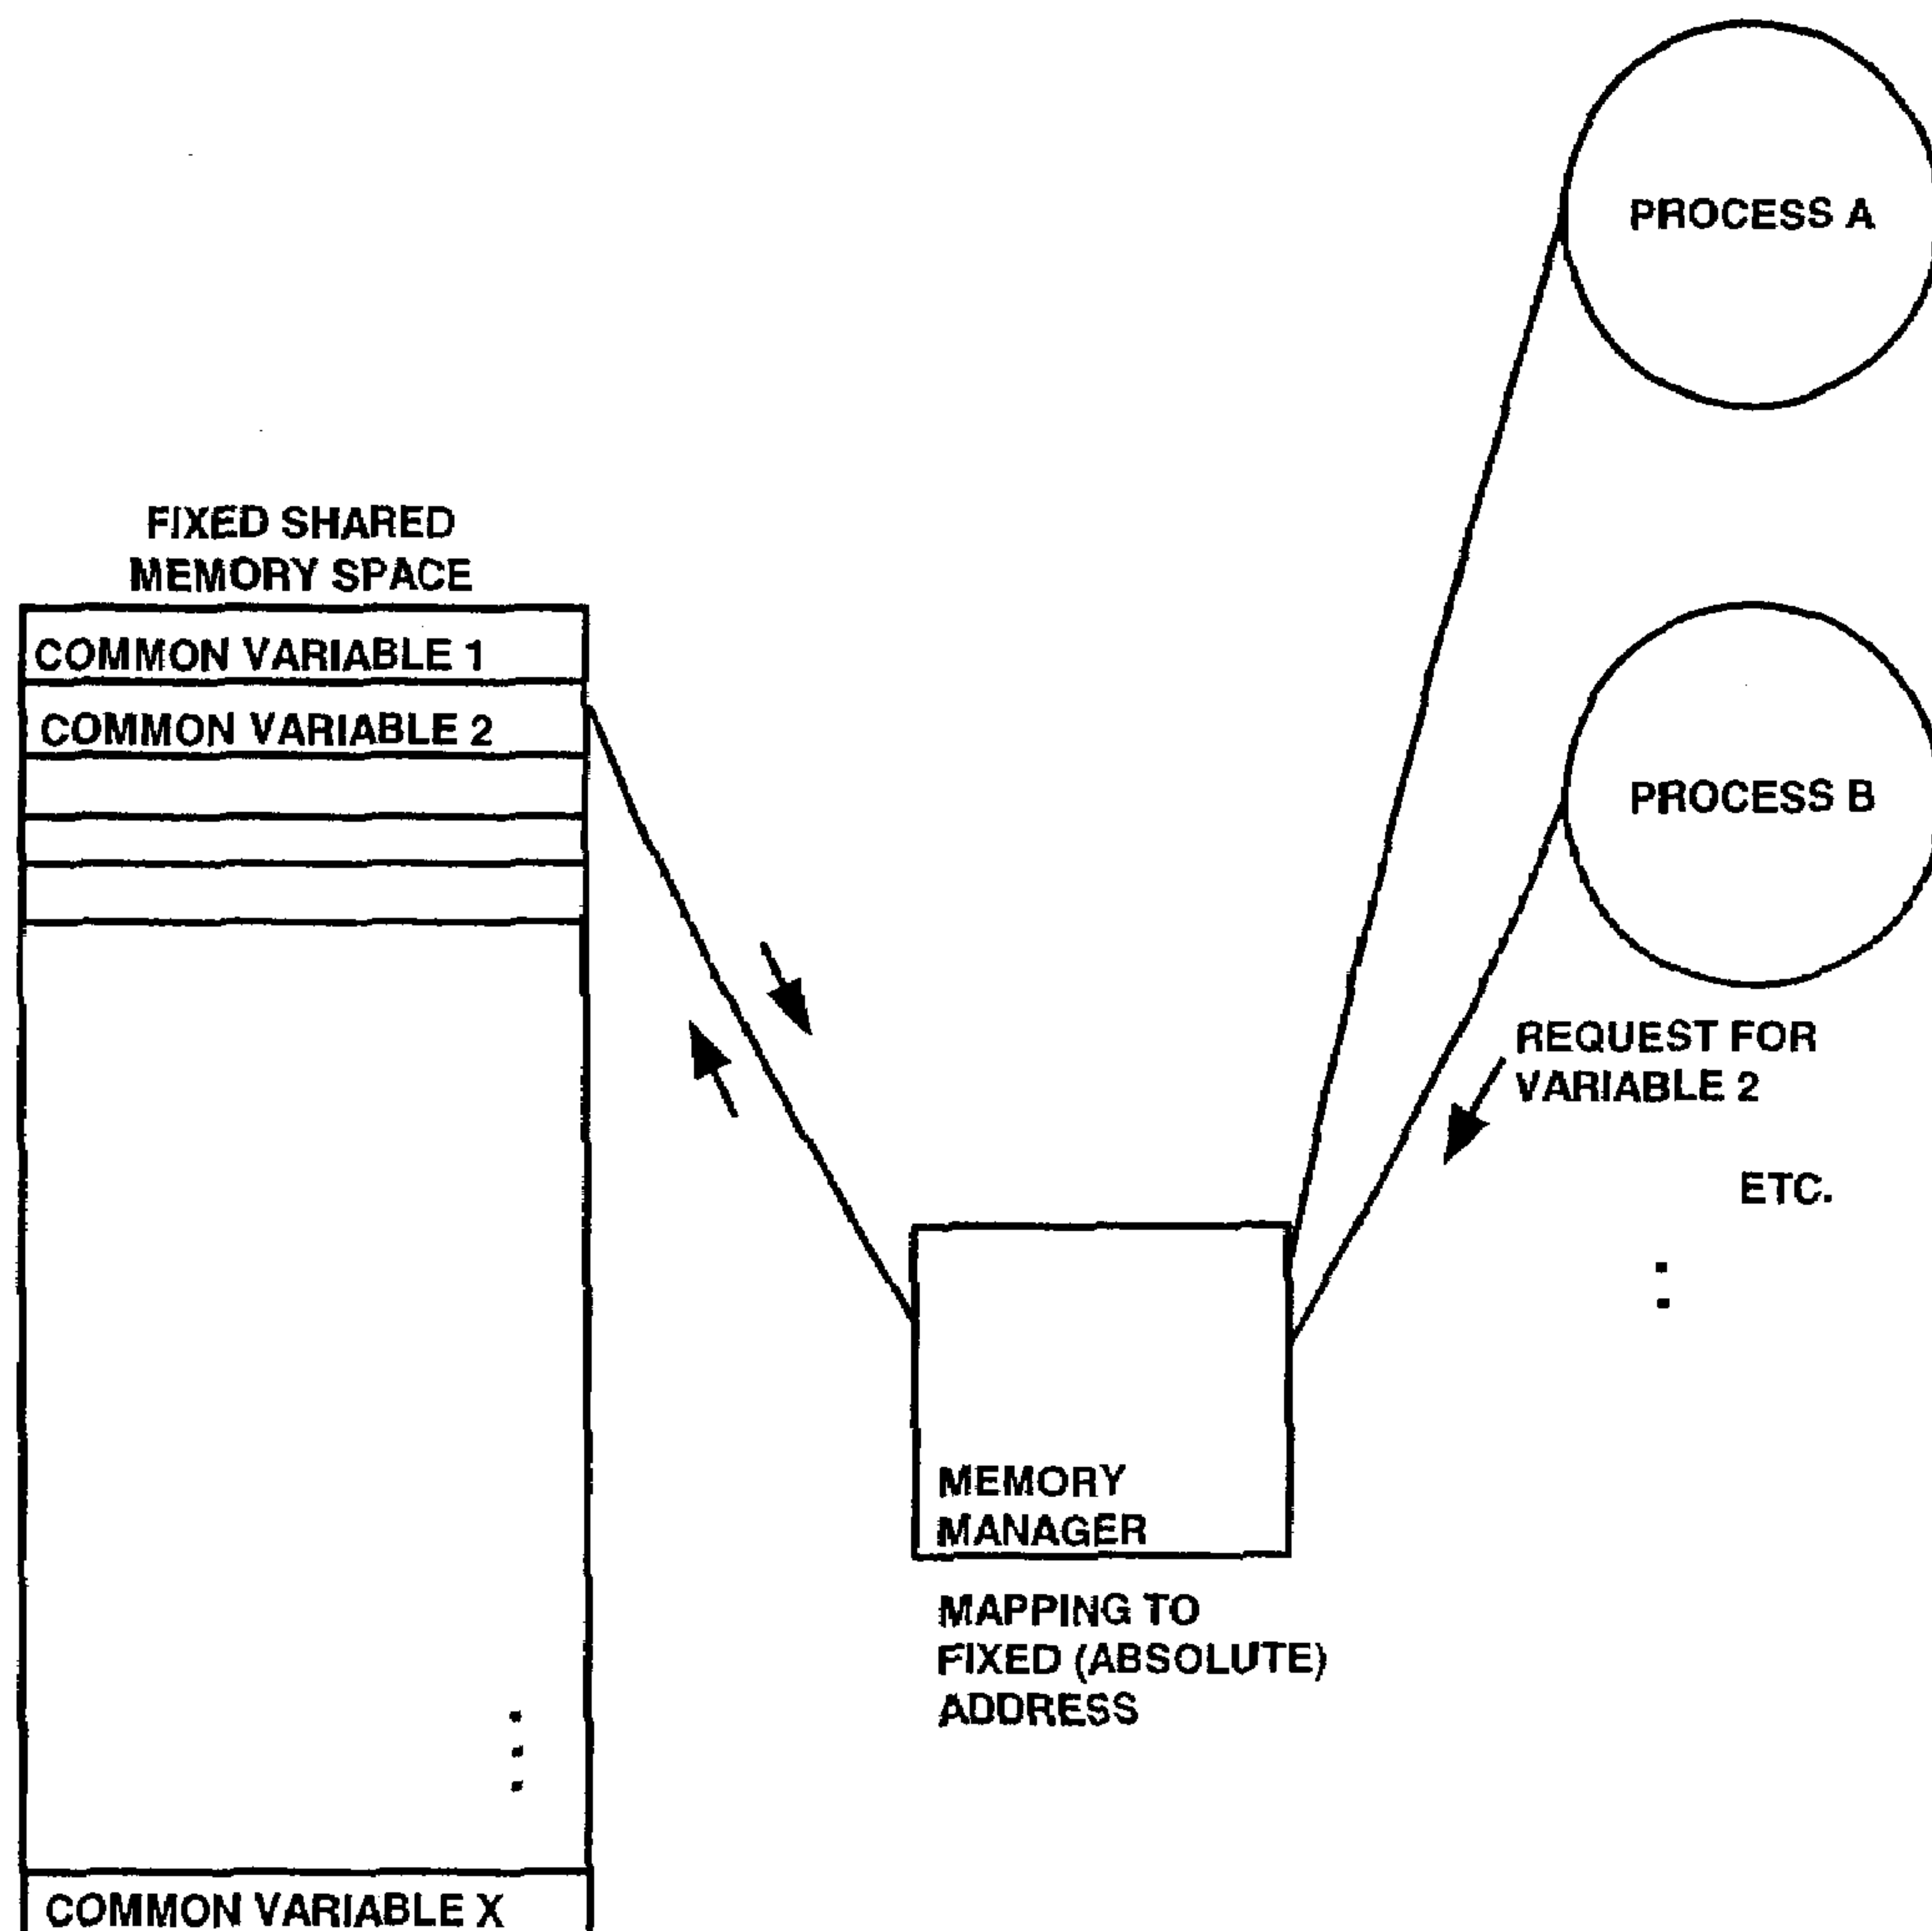 PROCESS A
FIXED SHARED
MEMORY SPACE
COMMON VARIABLE 1
COMMON VARIABLE 2
PROCESS B
REQUEST FOR
VARIABLE 2
ETC.
MEMORY
MANAGER
MAPPING TO
FIXED (ABSOLUTE)
ADDRESS
COMMON VARIABLE X